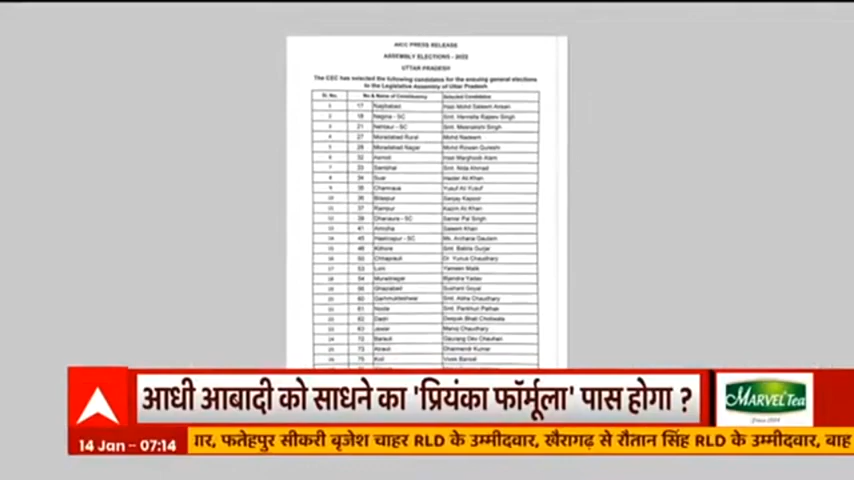 AICC PRESS RELEASE
ASSEMBLY ELECTIONS - 2022
UTTAR PRADESH
The CEC has selected the following candidates for the ensuing general elections
to the Legislative Assembly of Uttar Pradesh
Sr. No. No & Name of Constituency Selected Candidates
1 17 Najibabad Haji Mohd Saleem Ansari
2 18 Nagina - SC Smt. Henrita Rajeev Singh
3 21 Nehtaur - SC Smt. Meenakshi Singh
4 27 Moradabad Rural Mohd Nadeem
5 28 Moradabad Nagar Mohd Rizwan Qureshi
6 32 Asmoli Haji Marghoob Alam
7 33 Sambhal Smt. Nida Ahmad
8 34 Suar Haider Ali Khan
9 35 Chamraua Yusuf Ali Yusuf
10 36 Bilaspur Sanjay Kapoor
11 37 Rampur Kazim Ali Khan
12 39 Dhanaura - SC Samar Pal Singh
13 41 Amroha Saleem Khan
14 45 Hastinapur - SC Ms. Archana Gautam
15 46 Kithore Smt. Babita Gurjar
16 50 Chhaprauli Dr. Yunus Chaudhary
17 53 Loni Yameen Malik
18 54 Muradnagar Bijendra Yadav
19 56 Ghaziabad Sushant Goyal
20 60 Garhmukteshwar Smt. Abha Chaudhary
21 61 Noida Smt. Pankhuri Pathak
22 62 Dadri Deepak Bhati Chotiwala
23 63 Jewar Manoj Chaudhary
24 72 Barauli Gaurang Dev Chauhan
25 73 Atrauli Dharmendr Kumar
26 75 Koil Vivek Bansal
आधी आबादी को साधने का 'प्रियंका फॉर्मूला' पास होगा ?
MARVEL Tea
Since 1994
14 Jan – 07:14
गर, फतेहपुर सीकरी बृजेश चाहर RLD के उम्मीदवार, खैरागढ़ से रौतान सिंह RLD के उम्मीदवार, बाह